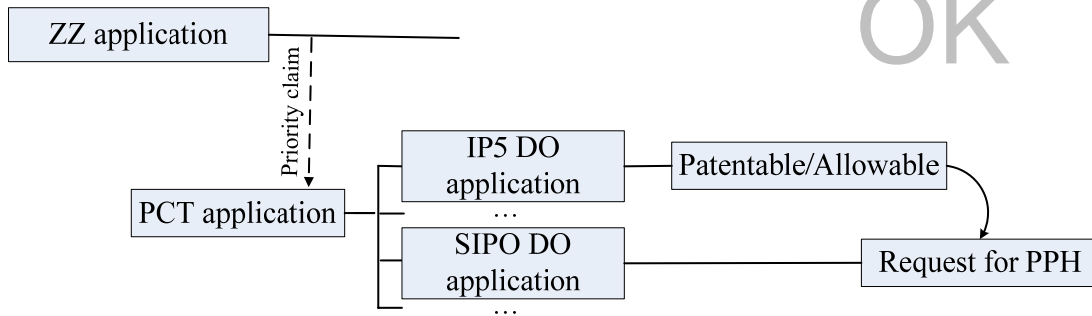 OK
ZZ application
Priority claim
IP5 DO
application
Patentable/Allowable
PCT application
...
SIPO DO
application
Request for PPH
...